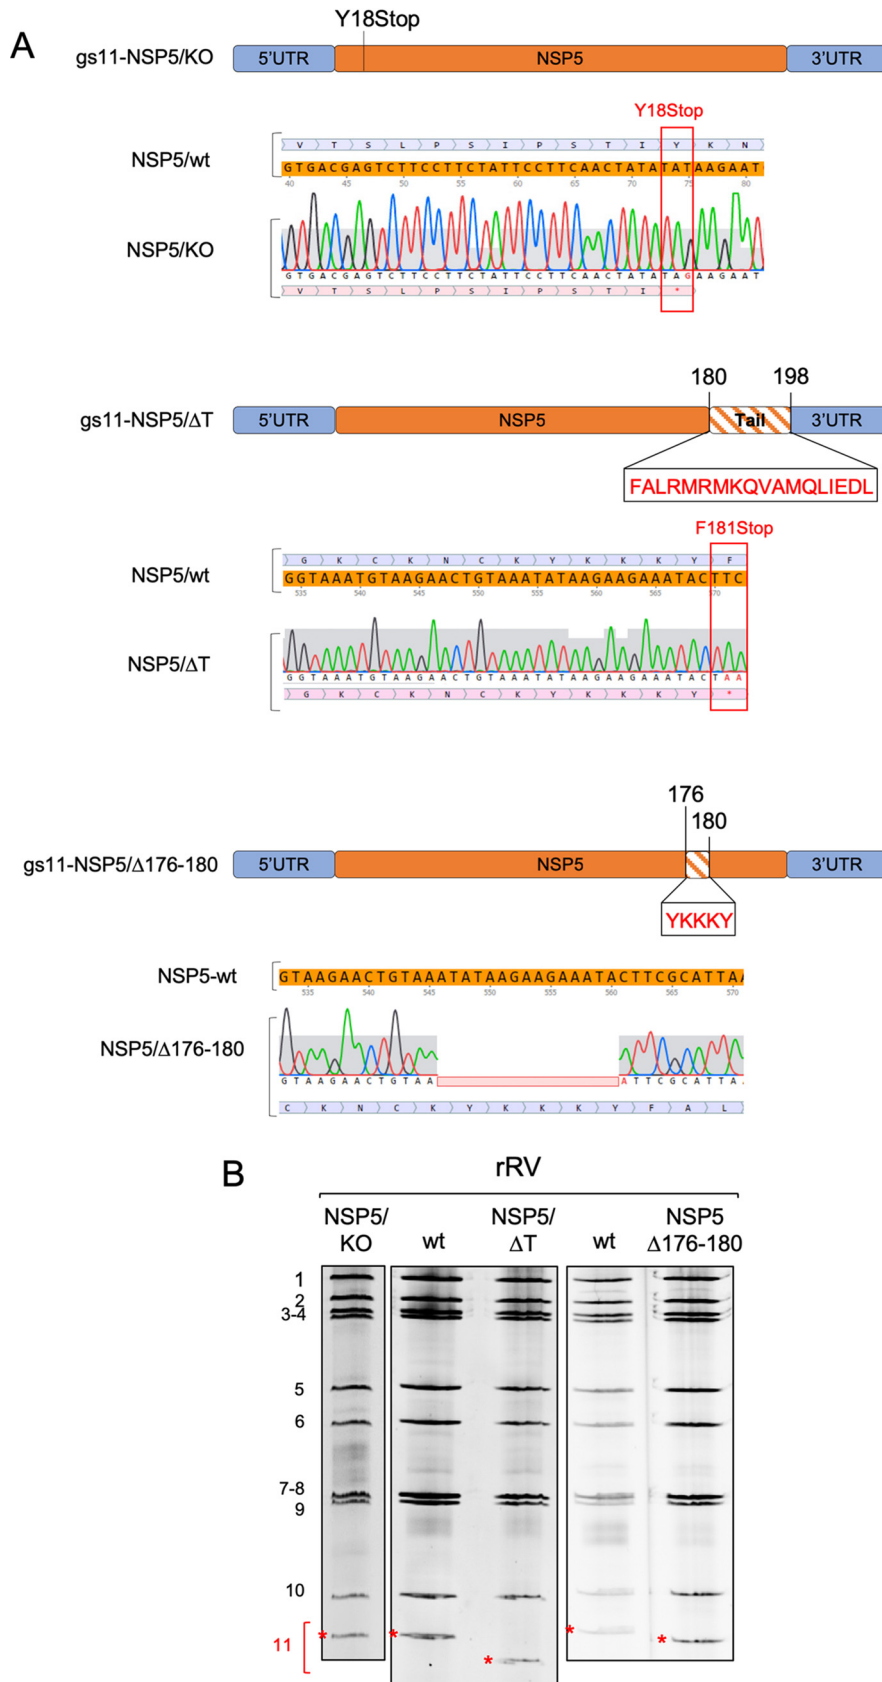 A
Y18Stop
gs11-NSP5/KO
5'UTR
NSP5
3'UTR
Y18Stop
NSP5/wt
V T S L P S I P S T I Y K N
GTGACGAGTCTTCCTTCTATTCCTTCAACTATATATAAGAAT
40 45 50 55 60 65 70 75 80
NSP5/KO
GTGACGAGTCTTCCTTCTATTCCTTCAACTATATAGAAGAAT
V T S L P S I P S T I *
180 198
gs11-NSP5/ΔT
5'UTR
NSP5
Tail
3'UTR
FALRMRMKQVAMQLIEDL
F181Stop
NSP5/wt
G K C K N C K Y K K K Y F
GGTAAATGTAAGAACTGTAAATATAAGAAGAAATACTTC
535 540 545 550 555 560 565 570
NSP5/ΔT
GGTAAATGTAAGAACTGTAAATATAAGAAGAAATACTAA
G K C K N C K Y K K K Y *
176
180
gs11-NSP5/Δ176-180
5'UTR
NSP5
3'UTR
YKKKY
NSP5-wt
GTAAGAACTGTAAATATAAGAAGAAATACTTCGCATTAA
535 540 545 550 555 560 565 570
NSP5/Δ176-180
GTAAGAACTGTAA ATTCGCATTA.
C K N C K Y K K K Y F A L
B
rRV
NSP5/
KO
wt
NSP5/
ΔT
wt
NSP5
Δ176-180
1
2
3-4
5
6
7-8
9
10
11
* * * * *